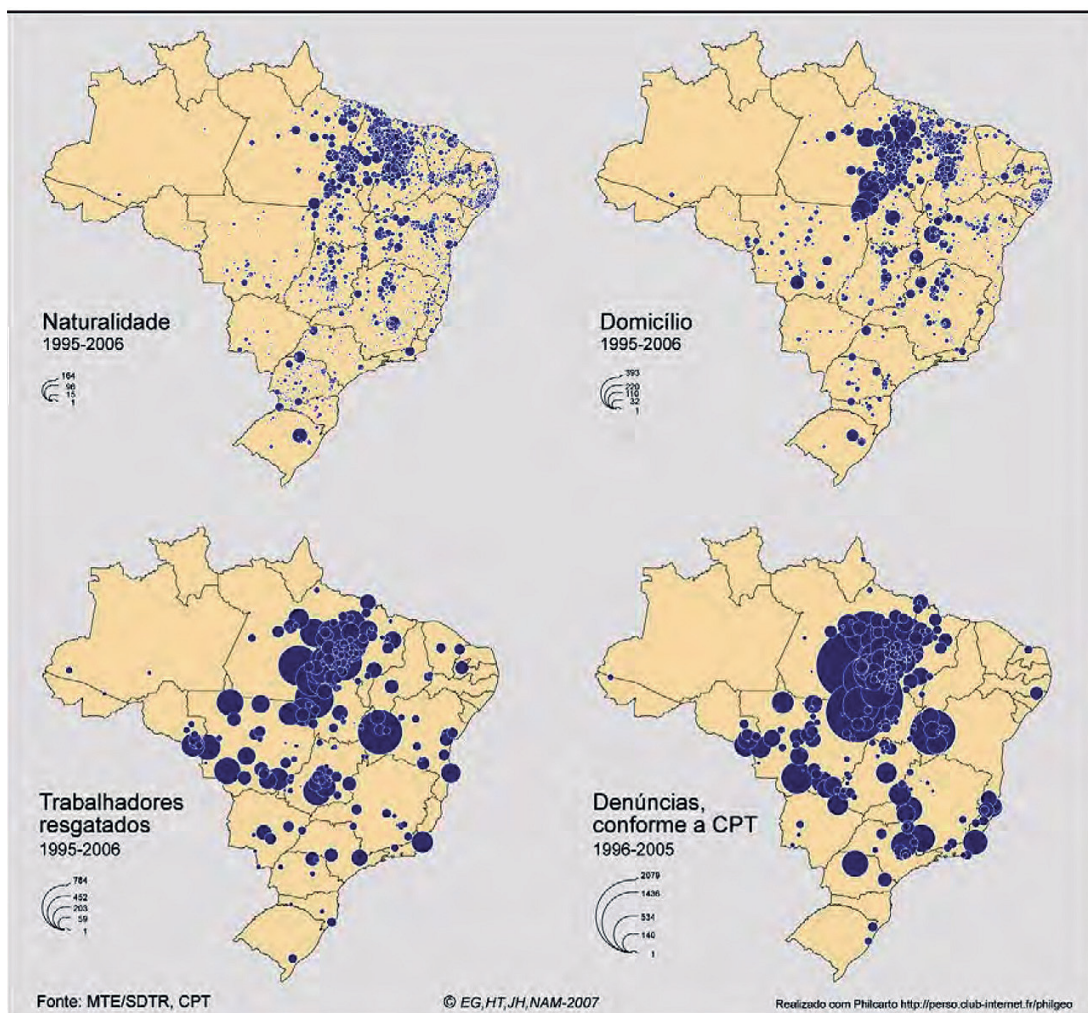 Naturalidade
1995-2006
164
96
15
1
Domicílio
1995-2006
393
220
110
32
1
Trabalhadores
resgatados
1995-2006
784
452
203
59
1
Denúncias,
conforme a CPT
1996-2005
2079
1436
534
140
1
Fonte: MTE/SDTR, CPT
© EG,HT,JH,NAM-2007
Realizado com Philcarto http://perso.club-internet.fr/philgeo